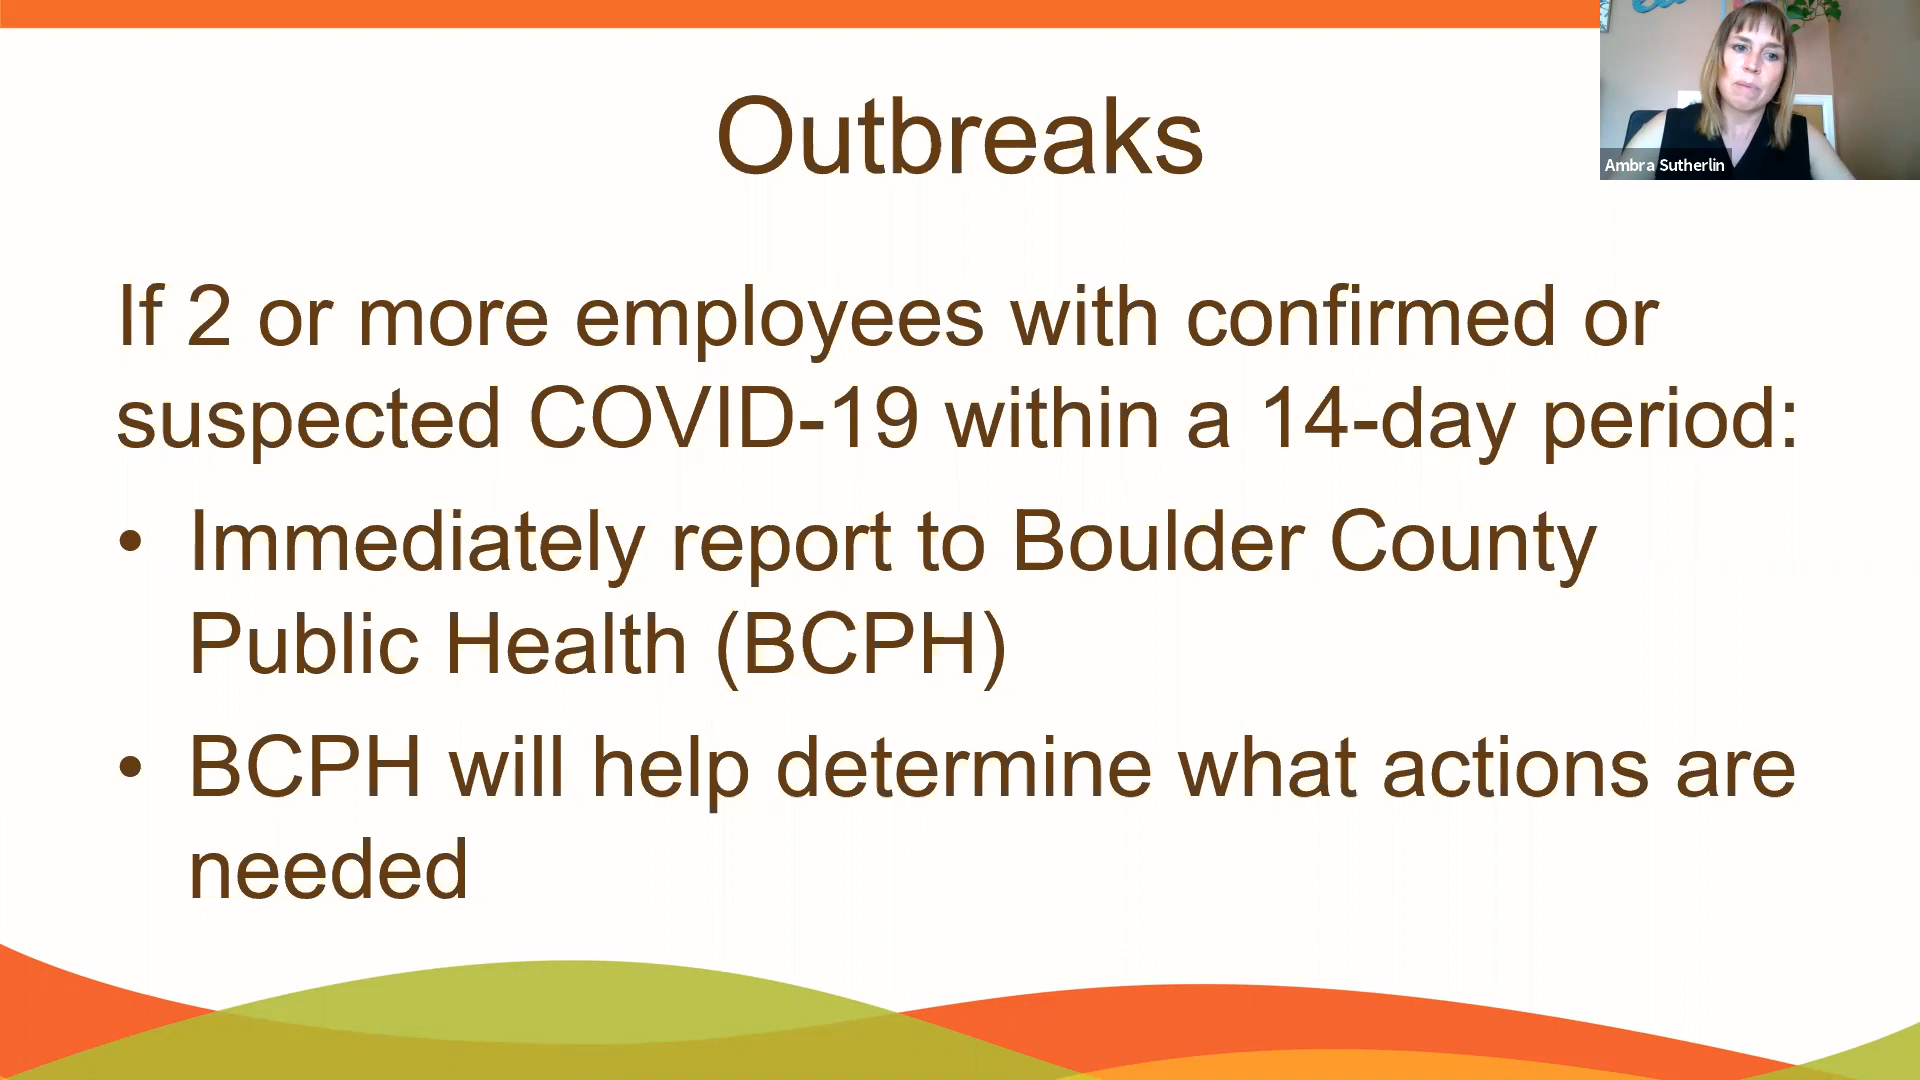 Outbreaks
Ambra Sutherlin
If 2 or more employees with confirmed or
suspected COVID-19 within a 14-day period:
• Immediately report to Boulder County
Public Health (BCPH)
• BCPH will help determine what actions are
needed